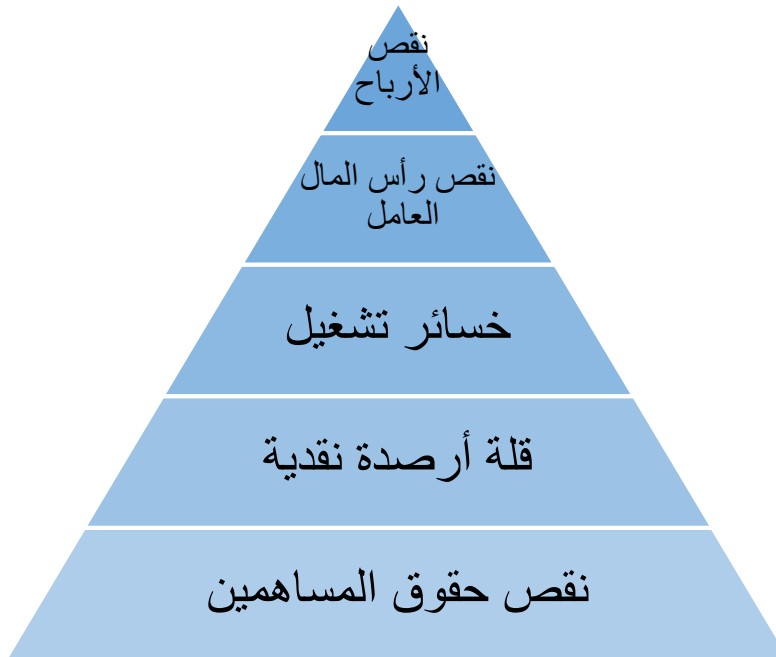 نقص
الأرباح
نقص رأس المال
العامل
خسائر تشغيل
قلة أرصدة نقدية
نقص حقوق المساهمين